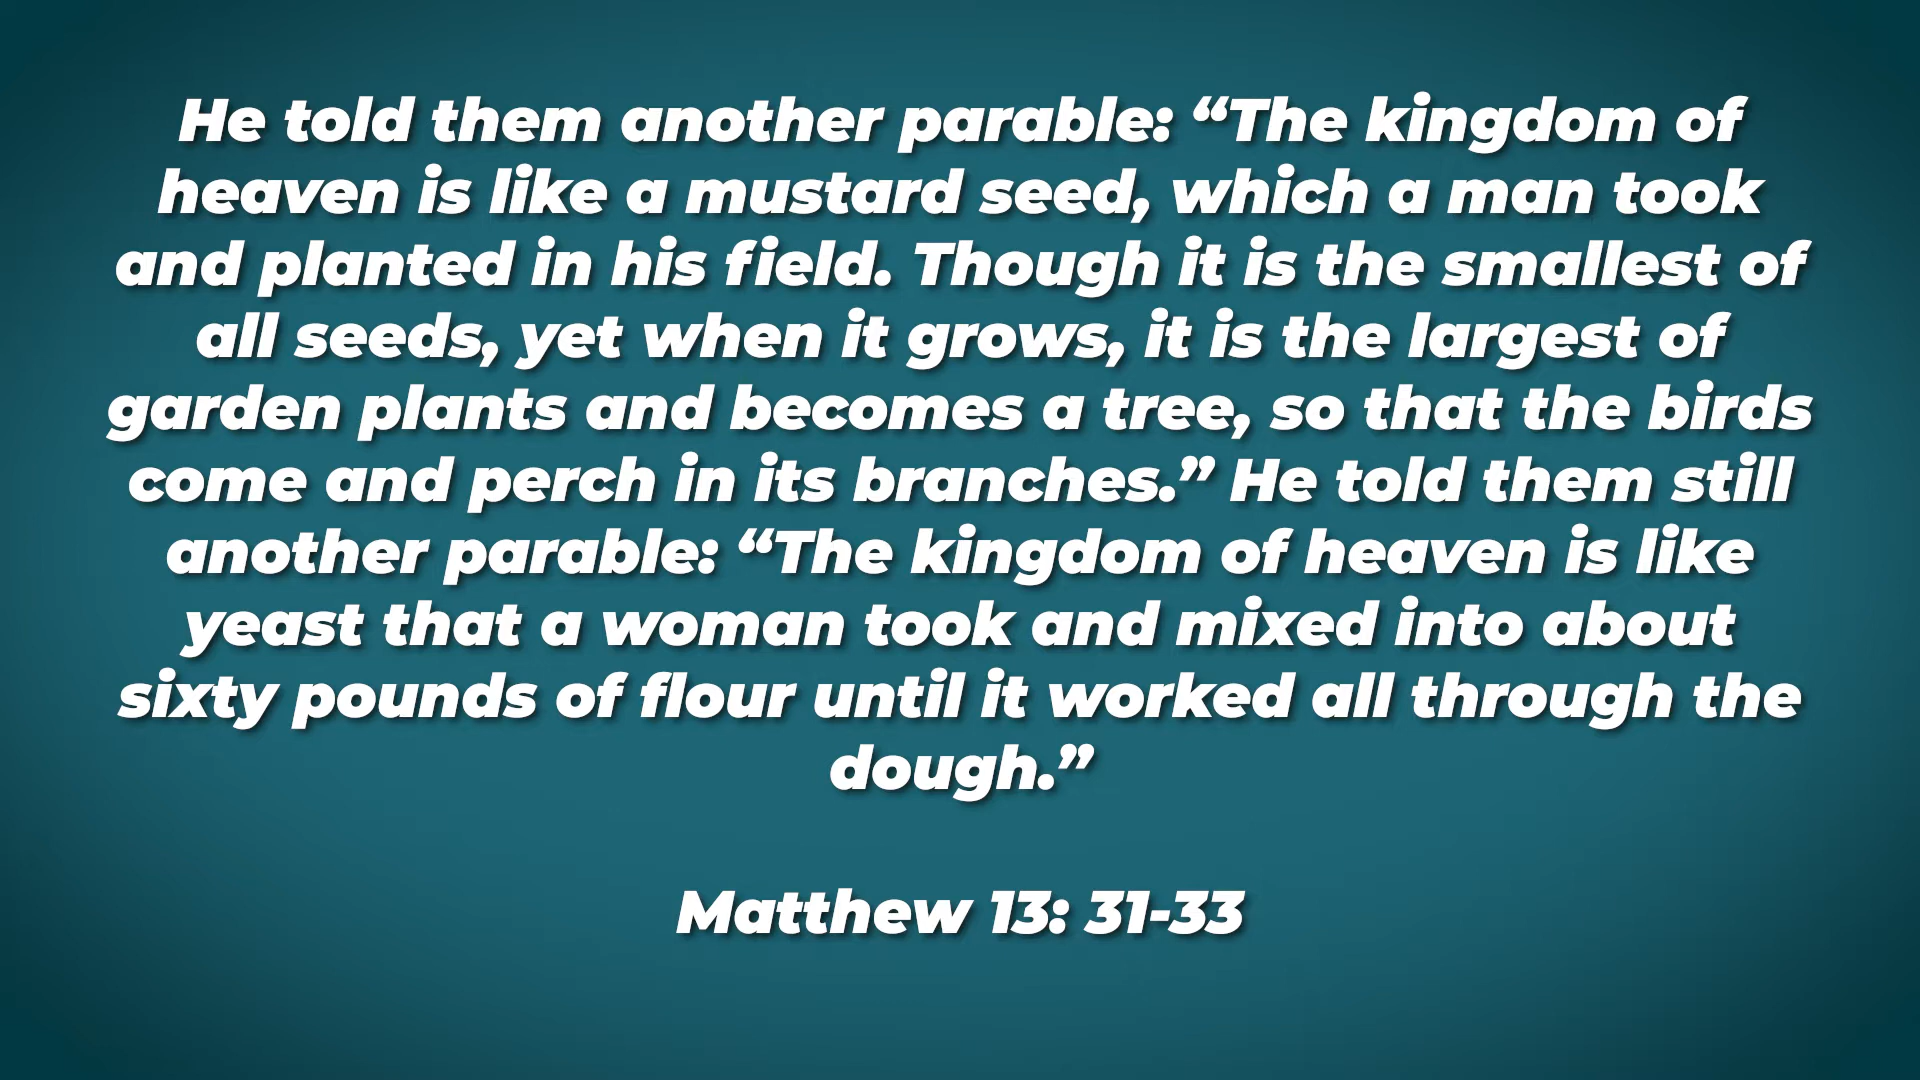 He told them another parable: “The kingdom of
heaven is like a mustard seed, which a man took
and planted in his field. Though it is the smallest of
all seeds, yet when it grows, it is the largest of
garden plants and becomes a tree, so that the birds
come and perch in its branches.” He told them still
another parable: “The kingdom of heaven is like
yeast that a woman took and mixed into about
sixty pounds of flour until it worked all through the
dough.”
Matthew 13: 31-33